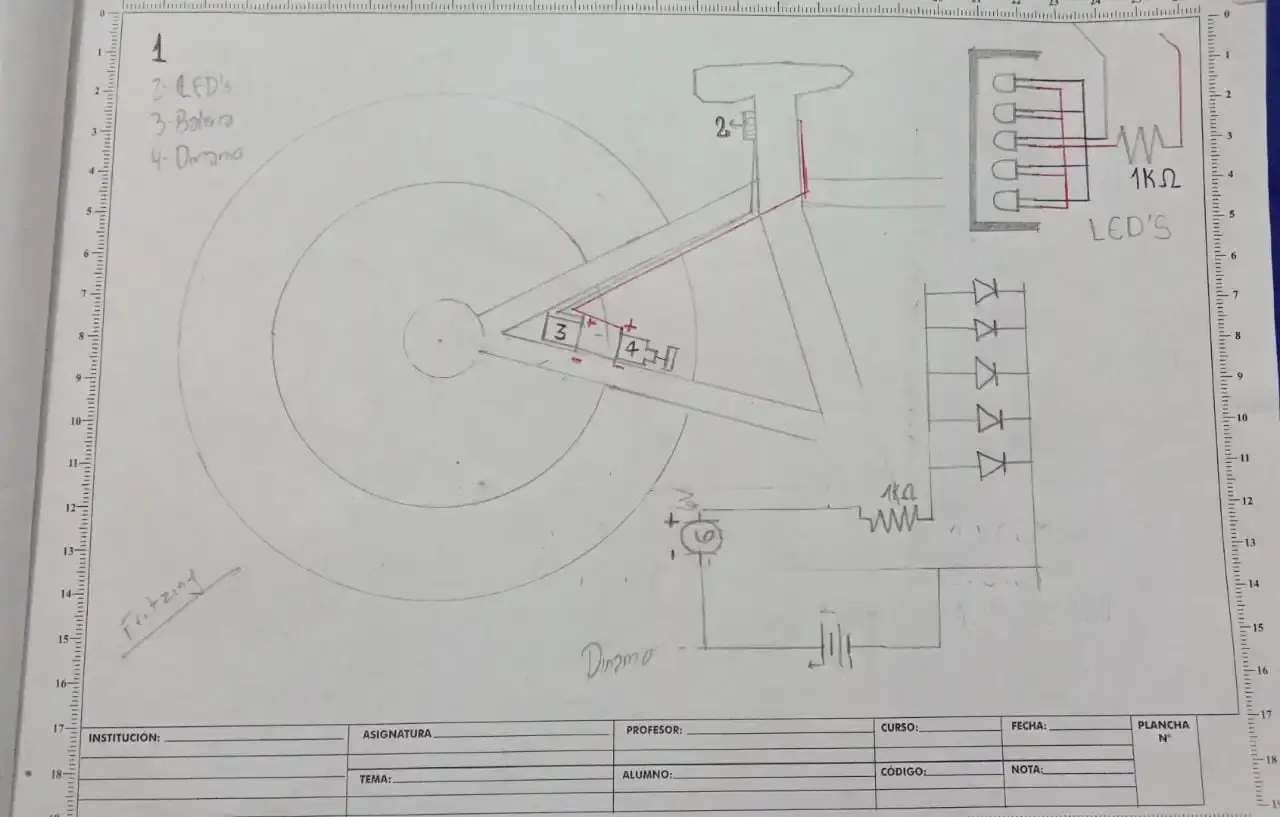 1
2- LED's
3- Bateria
4- Dinamo
2
3
+
-
4
+
-
1KΩ
LED'S
1KΩ
+
-
Dinamo
Fritzing
INSTITUCIÓN:
ASIGNATURA
PROFESOR:
CURSO:
FECHA:
PLANCHA
N°
TEMA:
ALUMNO:
CÓDIGO:
NOTA: